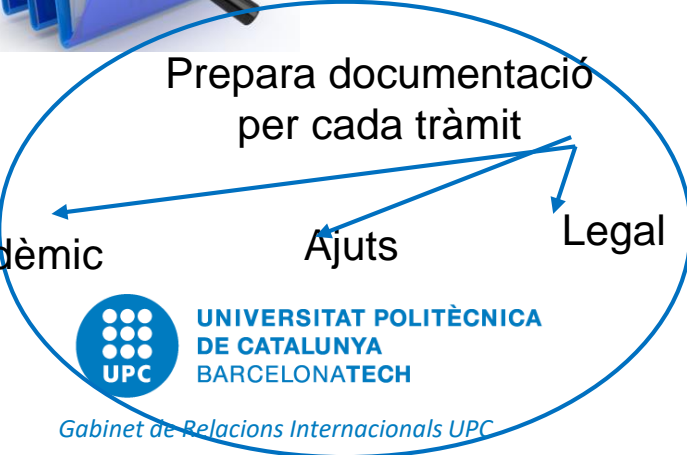 Prepara documentació
per cada tràmit
dèmic
Ajuts
Legal
UPC
UNIVERSITAT POLITÈCNICA
DE CATALUNYA
BARCELONATECH
Gabinet de Relacions Internacionals UPC